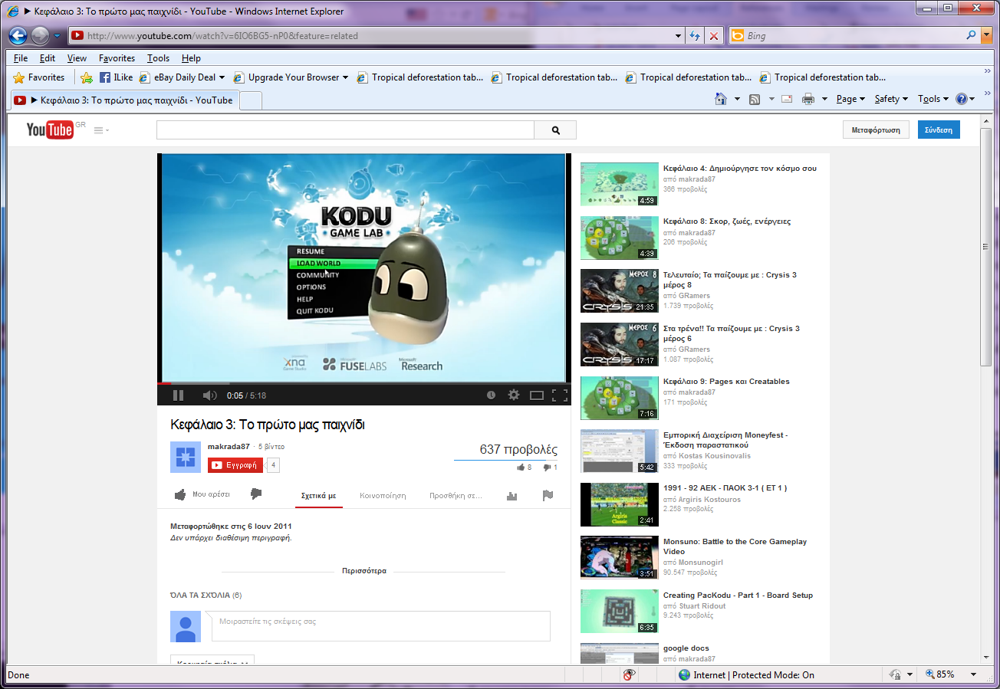 Κεφάλαιο 3: Το πρώτο μας παιχνίδι - YouTube - Windows Internet Explorer
http://www.youtube.com/watch?v=6IO6BG5-nP0&feature=related
Bing
File Edit View Favorites Tools Help
Favorites ILike eBay Daily Deal Upgrade Your Browser Tropical deforestation tab... Tropical deforestation tab... Tropical deforestation tab... Tropical deforestation tab...
Κεφάλαιο 3: Το πρώτο μας παιχνίδι - YouTube
Page Safety Tools
YouTube GR
Μεταφόρτωση
Σύνδεση
KODU
GAME LAB
RESUME
LOAD WORLD
COMMUNITY
OPTIONS
HELP
QUIT KODU
xna
Game Studio
Microsoft
FUSELABS
Microsoft
Research
0:05 / 5:18
Κεφάλαιο 3: Το πρώτο μας παιχνίδι
makrada87 · 5 βίντεο
Εγγραφή 4
637 προβολές
8 1
Μου αρέσει
Σχετικά με
Κοινοποίηση
Προσθήκη σε...
Μεταφορτώθηκε στις 6 Ιουν 2011
Δεν υπάρχει διαθέσιμη περιγραφή.
Περισσότερα
ΌΛΑ ΤΑ ΣΧΌΛΙΑ (6)
Μοιραστείτε τις σκέψεις σας
Κεφάλαιο 4: Δημιούργησε τον κόσμο σου
από makrada87
366 προβολές
4:59
Κεφάλαιο 8: Σκορ, ζωές, ενέργειες
από makrada87
206 προβολές
4:39
Τελευταίο; Τα παίζουμε με : Crysis 3
μέρος 8
από GRamers
1.739 προβολές
ΜΕΡΟΣ 8
CRYSIS
21:35
Στα τρένα!! Τα παίζουμε με : Crysis 3
μέρος 6
από GRamers
1.087 προβολές
ΜΕΡΟΣ 6
CRYSIS
17:17
Κεφάλαιο 9: Pages και Creatables
από makrada87
171 προβολές
7:16
Εμπορική Διαχείριση Moneyfest -
Έκδοση παραστατικού
από Kostas Kousinovalis
333 προβολές
5:42
1991 - 92 ΑΕΚ - ΠΑΟΚ 3-1 ( ΕΤ 1 )
από Argiris Kostouros
2.258 προβολές
Argiris
Classic
2:41
Monsuno: Battle to the Core Gameplay
Video
από Monsunogirl
90.547 προβολές
3:51
Creating PacKodu - Part 1 - Board Setup
από Stuart Ridout
9.243 προβολές
6:35
google docs
από makrada87
Done
Internet | Protected Mode: On
85%